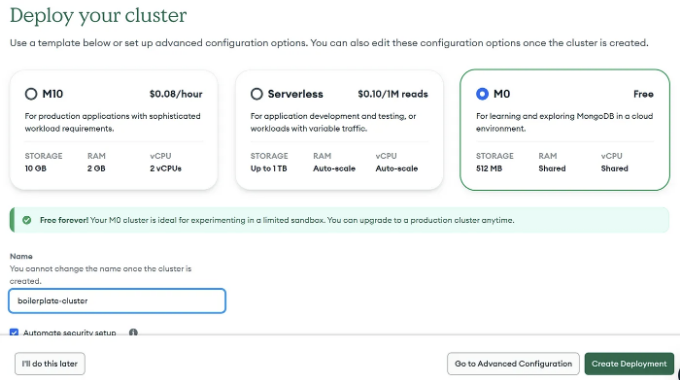 Deploy your cluster
Use a template below or set up advanced configuration options. You can also edit these configuration options once the cluster is created.
M10 $0.08/hour
For production applications with sophisticated
workload requirements.
STORAGE RAM vCPU
10 GB 2 GB 2 vCPUs
Serverless $0.10/1M reads
For application development and testing, or
workloads with variable traffic.
STORAGE RAM vCPU
Up to 1 TB Auto-scale Auto-scale
M0 Free
For learning and exploring MongoDB in a cloud
environment.
STORAGE RAM vCPU
512 MB Shared Shared
Free forever! Your M0 cluster is ideal for experimenting in a limited sandbox. You can upgrade to a production cluster anytime.
Name
You cannot change the name once the cluster is
created.
boilerplate-cluster
Automate security setup
I'll do this later Go to Advanced Configuration Create Deployment